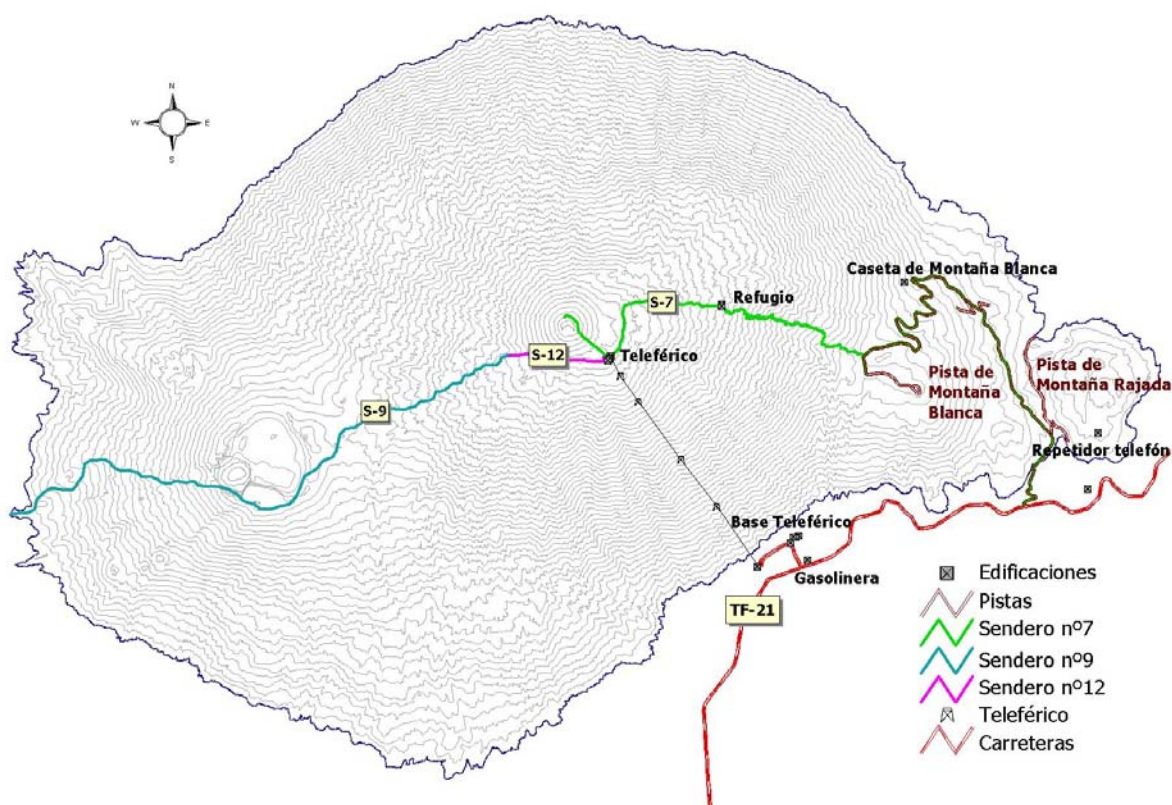 N
W E
S
Caseta de Montaña Blanca
S-7
Refugio
S-12
Teleférico
Pista de
Montaña
Blanca
Pista de
Montaña Rajada
S-9
Repetidor telefón
Base Teleférico
Gasolinera
TF-21
Edificaciones
Pistas
Sendero nº7
Sendero nº9
Sendero nº12
Teleférico
Carreteras